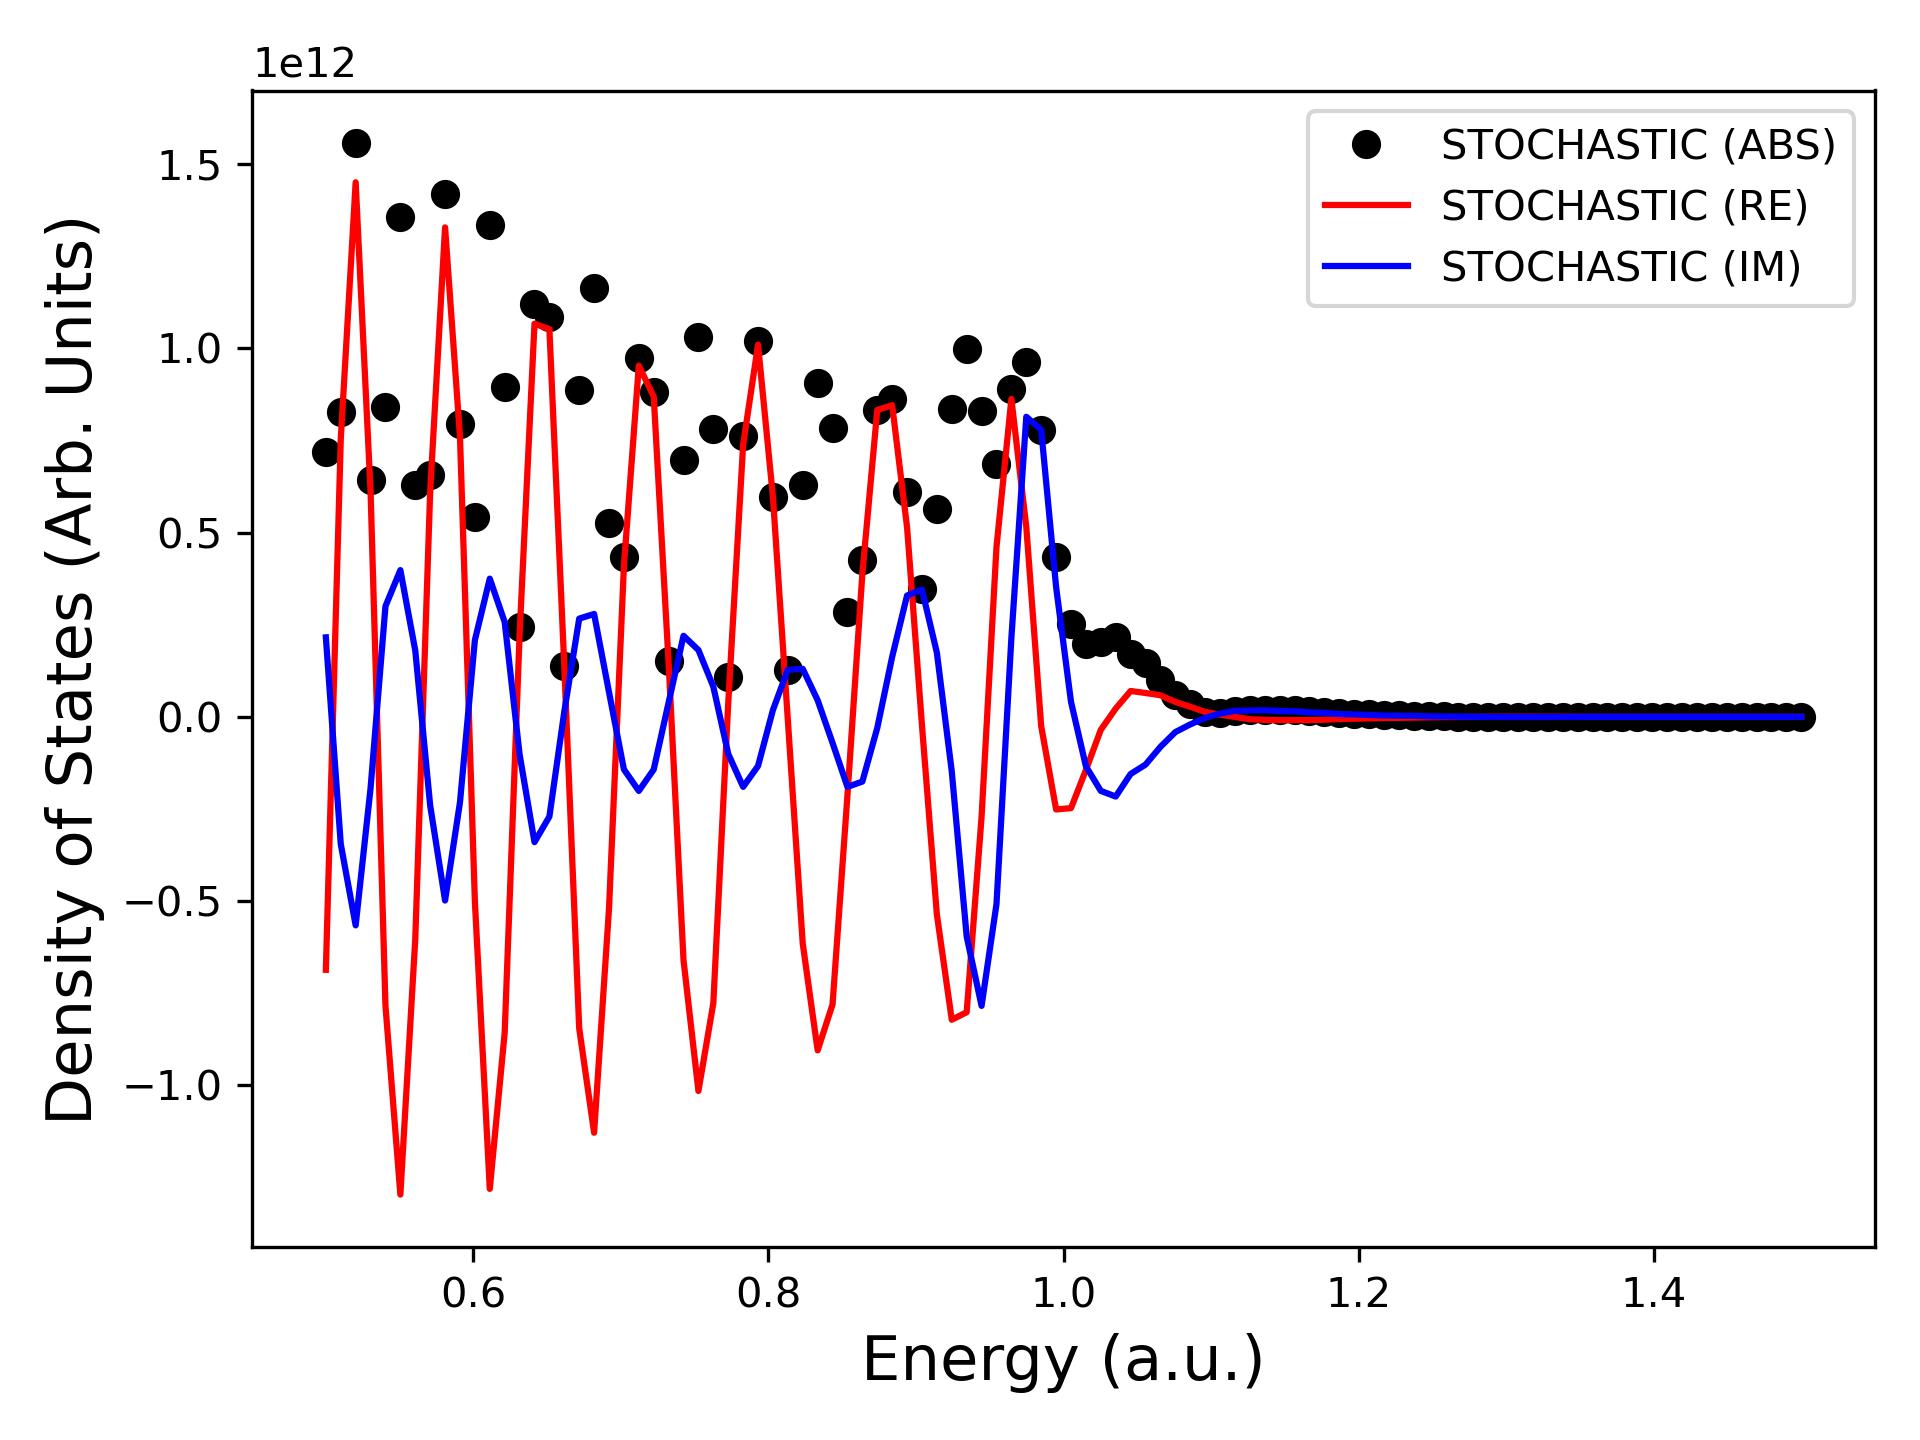 1e12
Density of States (Arb. Units)
1.5
1.0
0.5
0.0
−0.5
−1.0
STOCHASTIC (ABS)
STOCHASTIC (RE)
STOCHASTIC (IM)
0.6 0.8 1.0 1.2 1.4
Energy (a.u.)